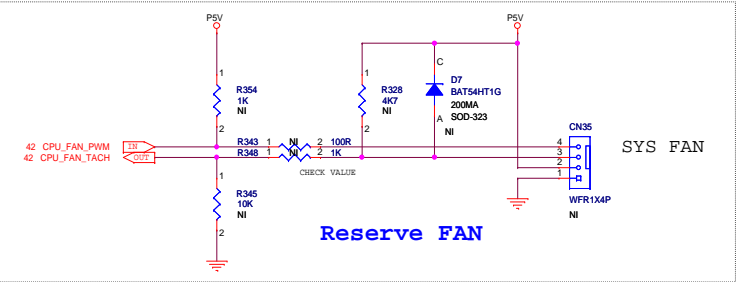 P5V
P5V
1
R354
1K
NI
2
1
R328
4K7
NI
2
C
D7
BAT54HT1G
200MA
SOD-323
A
NI
CN35
42 CPU_FAN_PWM IN
R343 1 NI 2 100R
4
SYS FAN
42 CPU_FAN_TACH OUT
R348 1 NI 2 1K
3
2
1
CHECK VALUE
1
R345
10K
NI
2
WFR1X4P
NI
Reserve FAN